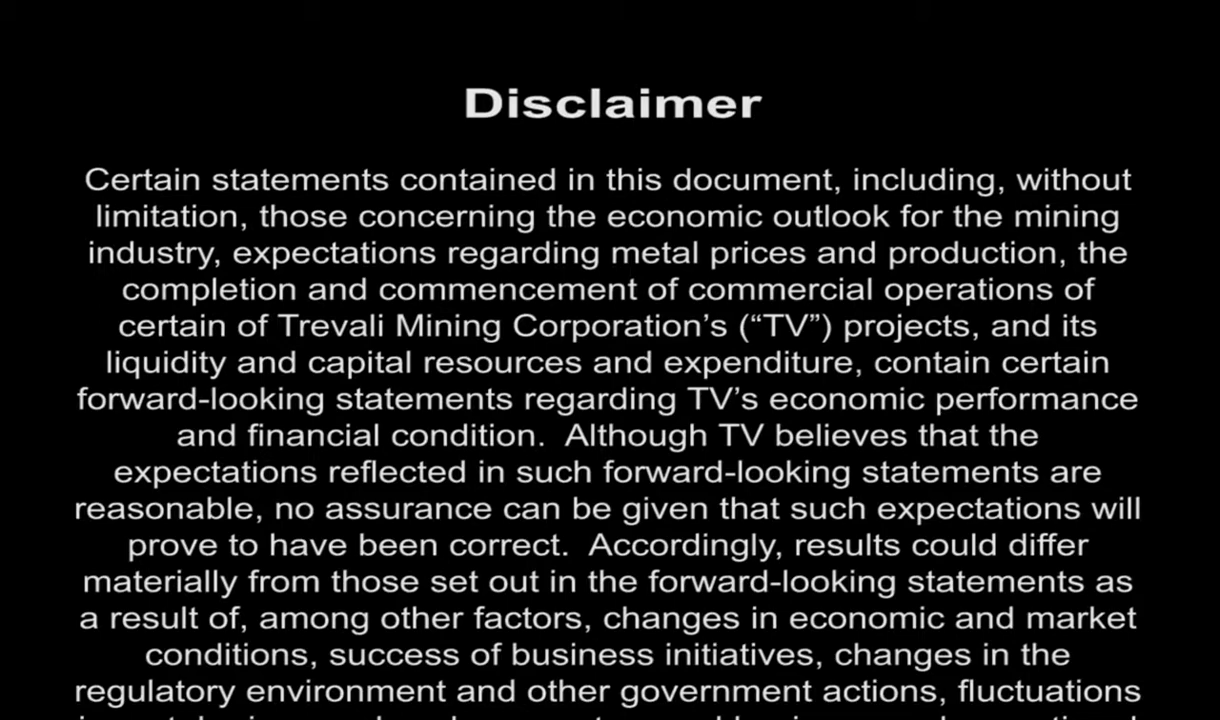 Disclaimer
Certain statements contained in this document, including, without
limitation, those concerning the economic outlook for the mining
industry, expectations regarding metal prices and production, the
completion and commencement of commercial operations of
certain of Trevali Mining Corporation’s (“TV”) projects, and its
liquidity and capital resources and expenditure, contain certain
forward-looking statements regarding TV’s economic performance
and financial condition.  Although TV believes that the
expectations reflected in such forward-looking statements are
reasonable, no assurance can be given that such expectations will
prove to have been correct.  Accordingly, results could differ
materially from those set out in the forward-looking statements as
a result of, among other factors, changes in economic and market
conditions, success of business initiatives, changes in the
regulatory environment and other government actions, fluctuations